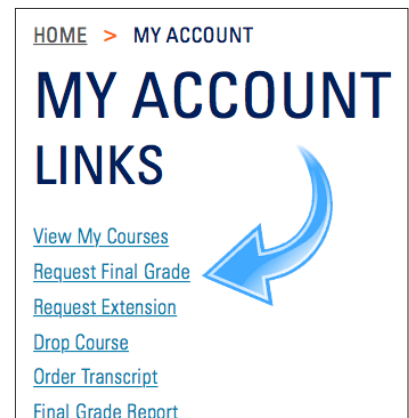 HOME > MY ACCOUNT
MY ACCOUNT
LINKS
View My Courses
Request Final Grade
Request Extension
Drop Course
Order Transcript
Final Grade Report